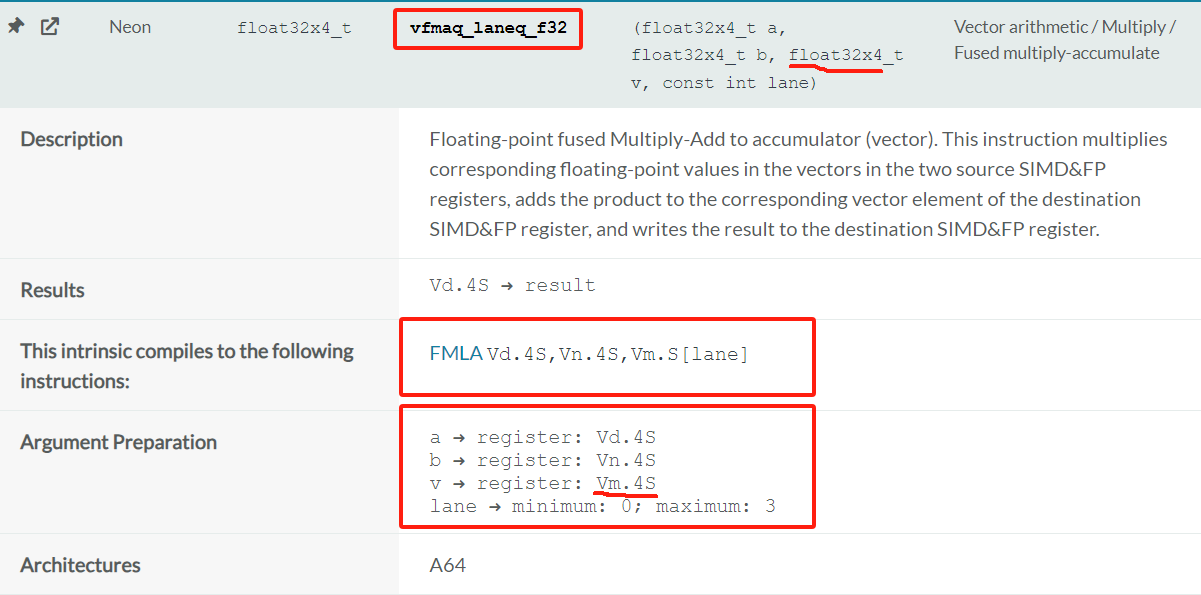 Neon float32x4_t vfmaq_laneq_f32 (float32x4_t a, Vector arithmetic / Multiply /
float32x4_t b, float32x4_t Fused multiply-accumulate
v, const int lane)
Description Floating-point fused Multiply-Add to accumulator (vector). This instruction multiplies
corresponding floating-point values in the vectors in the two source SIMD&FP
registers, adds the product to the corresponding vector element of the destination
SIMD&FP register, and writes the result to the destination SIMD&FP register.
Results Vd.4S → result
This intrinsic compiles to the following FMLA Vd.4S,Vn.4S,Vm.S[lane]
instructions:
Argument Preparation a → register: Vd.4S
b → register: Vn.4S
v → register: Vm.4S
lane → minimum: 0; maximum: 3
Architectures A64